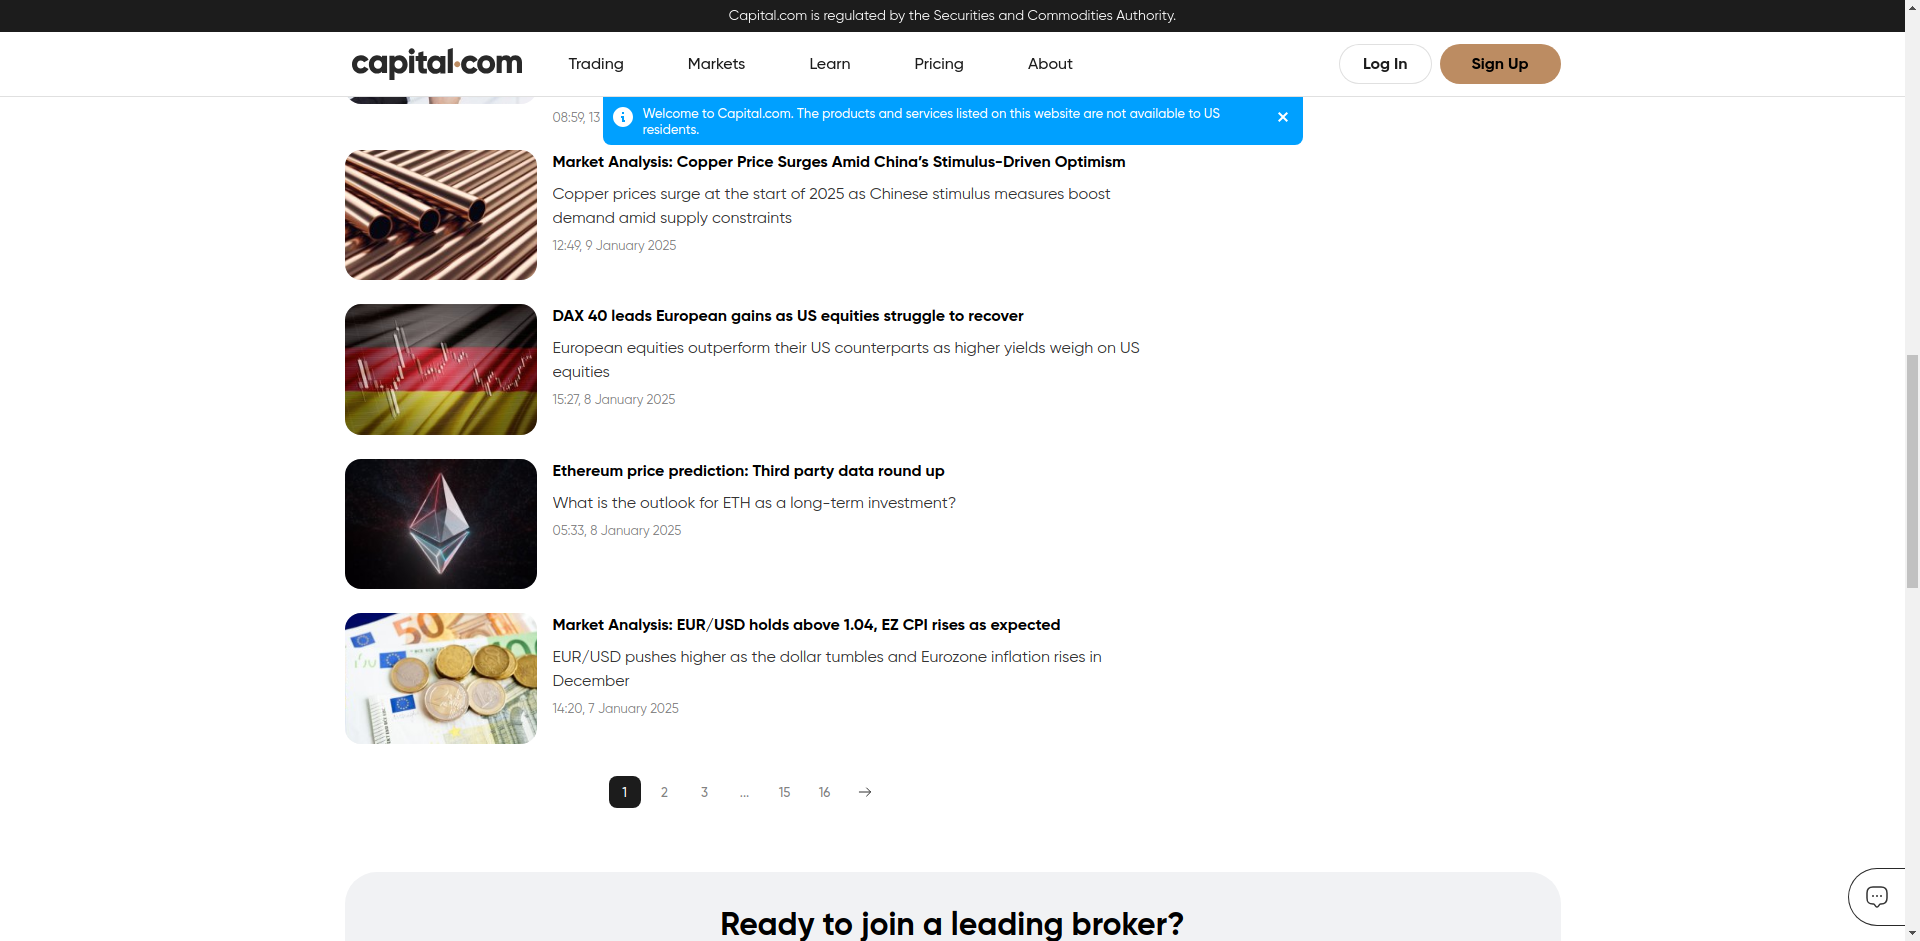 Capital.com is regulated by the Securities and Commodities Authority.
capital.com
Trading
Markets
Learn
Pricing
About
Log In
Sign Up
Welcome to Capital.com. The products and services listed on this website are not available to US
residents.
08:59, 13
Market Analysis: Copper Price Surges Amid China’s Stimulus-Driven Optimism
Copper prices surge at the start of 2025 as Chinese stimulus measures boost
demand amid supply constraints
12:49, 9 January 2025
DAX 40 leads European gains as US equities struggle to recover
European equities outperform their US counterparts as higher yields weigh on US
equities
15:27, 8 January 2025
Ethereum price prediction: Third party data round up
What is the outlook for ETH as a long-term investment?
05:33, 8 January 2025
50
100
Market Analysis: EUR/USD holds above 1.04, EZ CPI rises as expected
EUR/USD pushes higher as the dollar tumbles and Eurozone inflation rises in
December
14:20, 7 January 2025
1
2
3
...
15
16
Ready to join a leading broker?